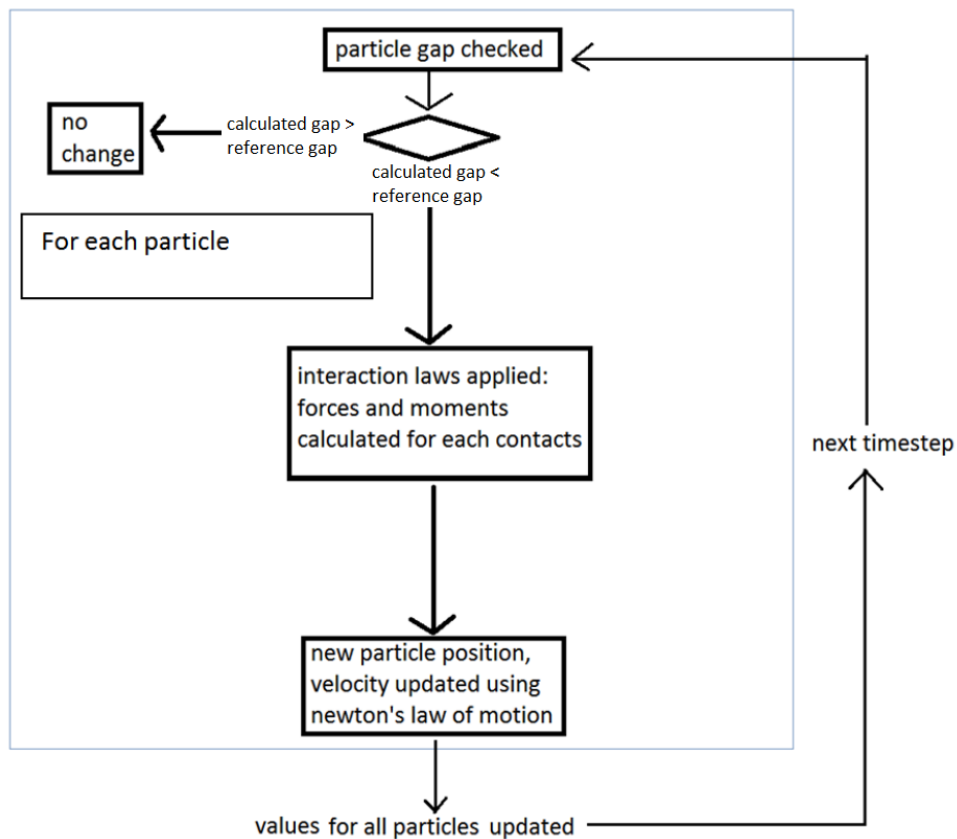 particle gap checked
no
change
calculated gap >
reference gap
calculated gap <
reference gap
For each particle
interaction laws applied:
forces and moments
calculated for each contacts
next timestep
new particle position,
velocity updated using
newton's law of motion
values for all particles updated